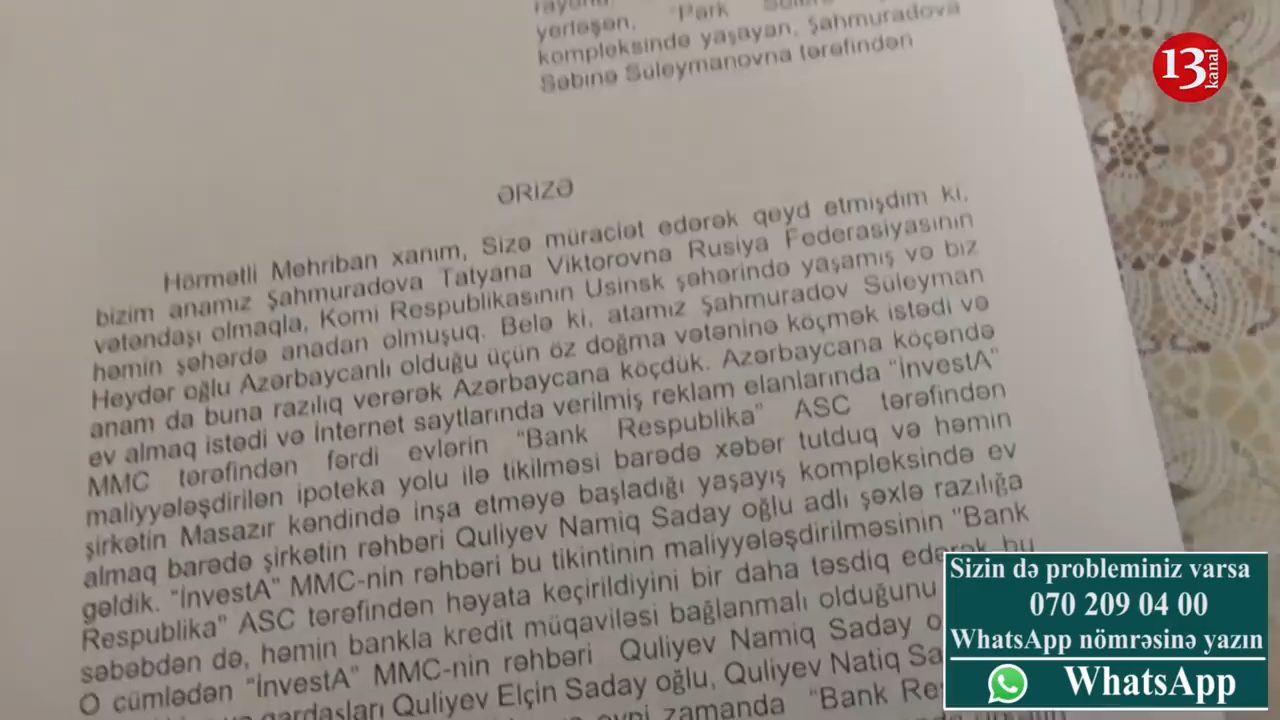 yerləşən, "Park
kompleksində yaşayan, Şahmuradova
Səbinə Süleymanovna tərəfindən
13 kanal
ƏRİZƏ
Hörmətli Mehriban xanım, Sizə müraciət edərək qeyd etmişdim ki,
bizim anamız Şahmuradova Tatyana Viktorovna Rusiya Federasiyasının
vətəndaşı olmaqla, Komi Respublikasının Usinsk şəhərində yaşamış və biz
həmin şəhərdə anadan olmuşuq. Belə ki, atamız Şahmuradov Süleyman
Heydər oğlu Azərbaycanlı olduğu üçün öz doğma vətəninə köçmək istədi və
anam da buna razılıq verərək Azərbaycana köçdük. Azərbaycana köçəndə
ev almaq istədi və İnternet saytlarında verilmiş reklam elanlarında "İnvestA"
MMC tərəfindən fərdi evlərin "Bank Respublika" ASC tərəfindən
maliyyələşdirilən ipoteka yolu ilə tikilməsi barədə xəbər tutduq və həmin
şirkətin Masazır kəndində inşa etməyə başladığı yaşayış kompleksində ev
almaq barədə şirkətin rəhbəri Quliyev Namiq Saday oğlu adlı şəxslə razılığa
gəldik. "İnvestA" MMC-nin rəhbəri bu tikintinin maliyyələşdirilməsinin "Bank
Respublika" ASC tərəfindən həyata keçirildiyini bir daha təsdiq edərək bu
səbəbdən də, həmin bankla kredit müqaviləsi bağlanmalı olduğunu
O cümlədən "İnvestA" MMC-nin rəhbəri Quliyev Namiq Saday
qardaşları Quliyev Elçin Saday oğlu, Quliyev Natiq
eyni zamanda "Bank
Sizin də probleminiz varsa
070 209 04 00
WhatsApp nömrəsinə yazın
WhatsApp